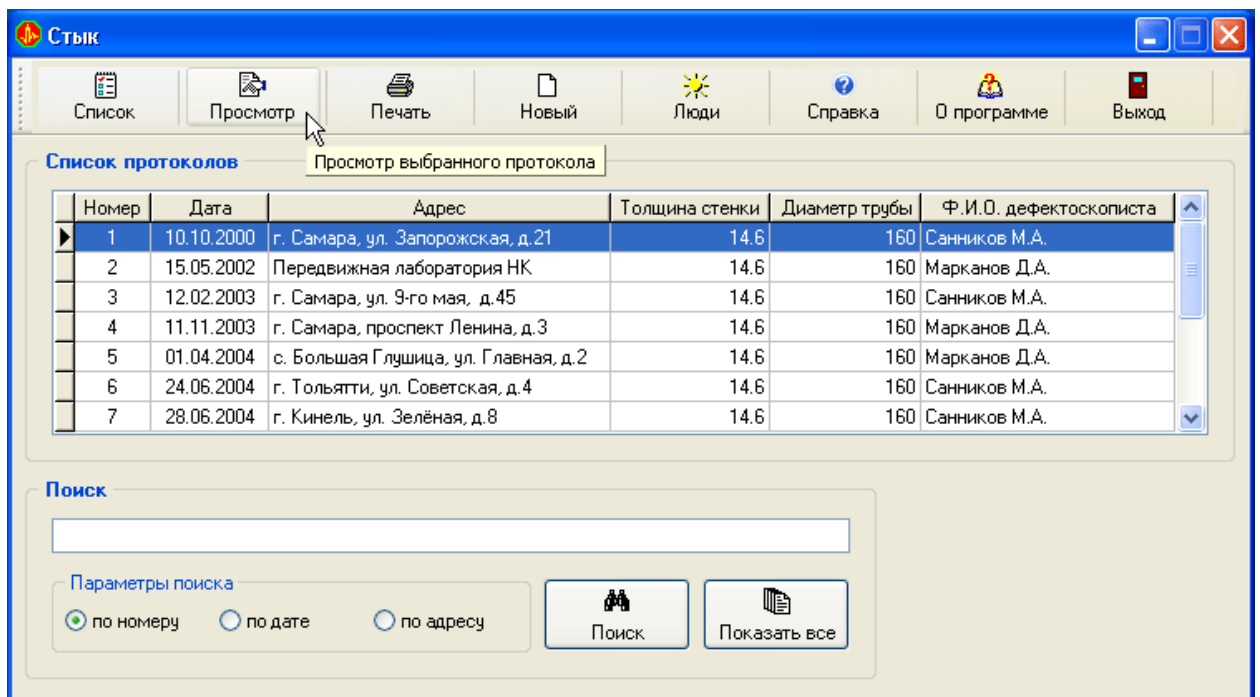 Стык
Список Просмотр Печать Новый Люди Справка О программе Выход
Список протоколов
Просмотр выбранного протокола
Номер Дата Адрес Толщина стенки Диаметр трубы Ф.И.О. дефектоскописта
1 10.10.2000 г. Самара, ул. Запорожская, д.21 14.6 160 Санников М.А.
2 15.05.2002 Передвижная лаборатория НК 14.6 160 Марканов Д.А.
3 12.02.2003 г. Самара, ул. 9-го мая, д.45 14.6 160 Санников М.А.
4 11.11.2003 г. Самара, проспект Ленина, д.3 14.6 160 Марканов Д.А.
5 01.04.2004 с. Большая Глушица, ул. Главная, д.2 14.6 160 Марканов Д.А.
6 24.06.2004 г. Тольятти, ул. Советская, д.4 14.6 160 Санников М.А.
7 28.06.2004 г. Кинель, ул. Зелёная, д.8 14.6 160 Санников М.А.
Поиск
Параметры поиска
по номеру по дате по адресу
Поиск Показать все